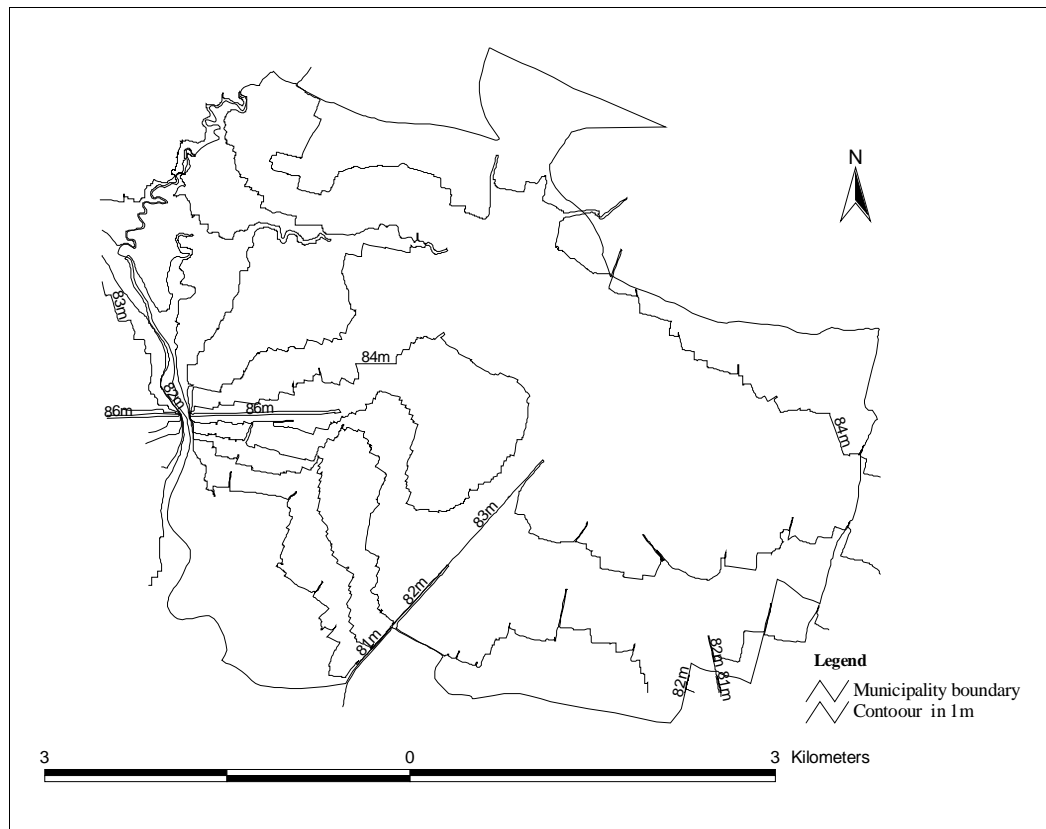 N
83m
84m
82m
86m
86m
84m
83m
82m
81m
82m
82m 81m
Legend
Municipality boundary
Contoour in 1m
3 0 3 Kilometers